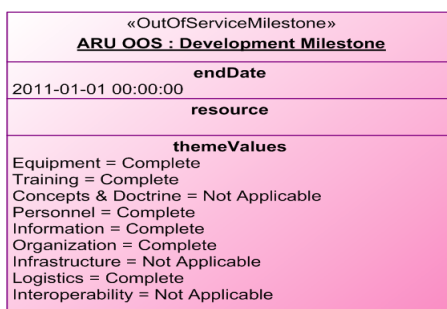 «OutOfServiceMilestone»
ARU OOS : Development Milestone
endDate
2011-01-01 00:00:00
resource
themeValues
Equipment = Complete
Training = Complete
Concepts & Doctrine = Not Applicable
Personnel = Complete
Information = Complete
Organization = Complete
Infrastructure = Not Applicable
Logistics = Complete
Interoperability = Not Applicable